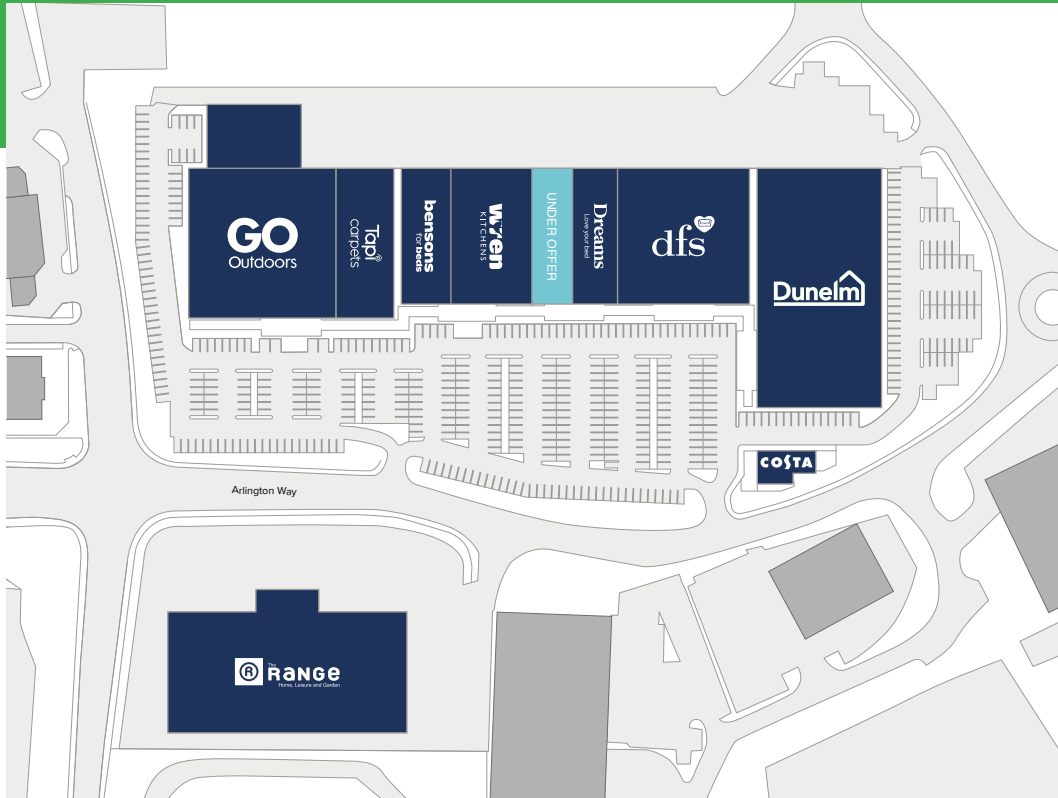 GO
Outdoors
Tapi®
carpets
bensons
for beds
wren
KITCHENS
UNDER OFFER
Dreams
Love your bed
dfs
Dunelm
COSTA
Arlington Way
R
The
RANGE
Home, Leisure and Garden